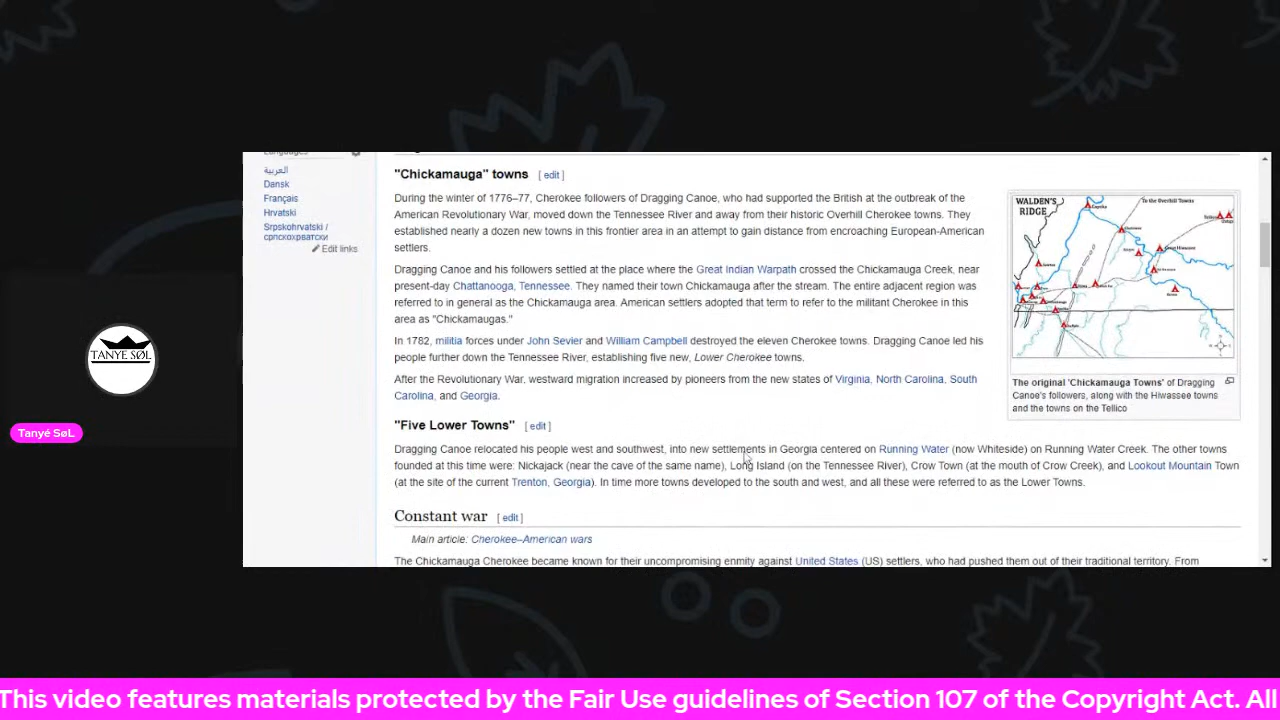 Languages
العربية
Dansk
Français
Hrvatski
Srpskohrvatski /
српскохрватски
Edit links
"Chickamauga" towns [ edit ]
During the winter of 1776–77, Cherokee followers of Dragging Canoe, who had supported the British at the outbreak of the
American Revolutionary War, moved down the Tennessee River and away from their historic Overhill Cherokee towns. They
established nearly a dozen new towns in this frontier area in an attempt to gain distance from encroaching European-American
settlers.
Dragging Canoe and his followers settled at the place where the Great Indian Warpath crossed the Chickamauga Creek, near
present-day Chattanooga, Tennessee. They named their town Chickamauga after the stream. The entire adjacent region was
referred to in general as the Chickamauga area. American settlers adopted that term to refer to the militant Cherokee in this
area as "Chickamaugas."
In 1782, militia forces under John Sevier and William Campbell destroyed the eleven Cherokee towns. Dragging Canoe led his
people further down the Tennessee River, establishing five new, Lower Cherokee towns.
After the Revolutionary War, westward migration increased by pioneers from the new states of Virginia, North Carolina, South
Carolina, and Georgia.
WALDEN'S
RIDGE
To the Overhill Towns
The original 'Chickamauga Towns' of Dragging
Canoe's followers, along with the Hiwassee towns
and the towns on the Tellico
"Five Lower Towns" [ edit ]
Dragging Canoe relocated his people west and southwest, into new settlements in Georgia centered on Running Water (now Whiteside) on Running Water Creek. The other towns
founded at this time were: Nickajack (near the cave of the same name), Long Island (on the Tennessee River), Crow Town (at the mouth of Crow Creek), and Lookout Mountain Town
(at the site of the current Trenton, Georgia). In time more towns developed to the south and west, and all these were referred to as the Lower Towns.
Constant war [ edit ]
Main article: Cherokee–American wars
The Chickamauga Cherokee became known for their uncompromising enmity against United States (US) settlers, who had pushed them out of their traditional territory. From
TANYE SØL
Tanyé SøL
This video features materials protected by the Fair Use guidelines of Section 107 of the Copyright Act. All